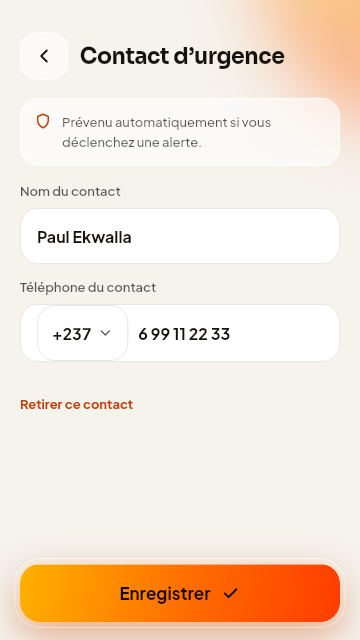 Contact d’urgence
Prévenu automatiquement si vous
déclenchez une alerte.
Nom du contact
Paul Ekwalla
Téléphone du contact
+237 6 99 11 22 33
Retirer ce contact
Enregistrer